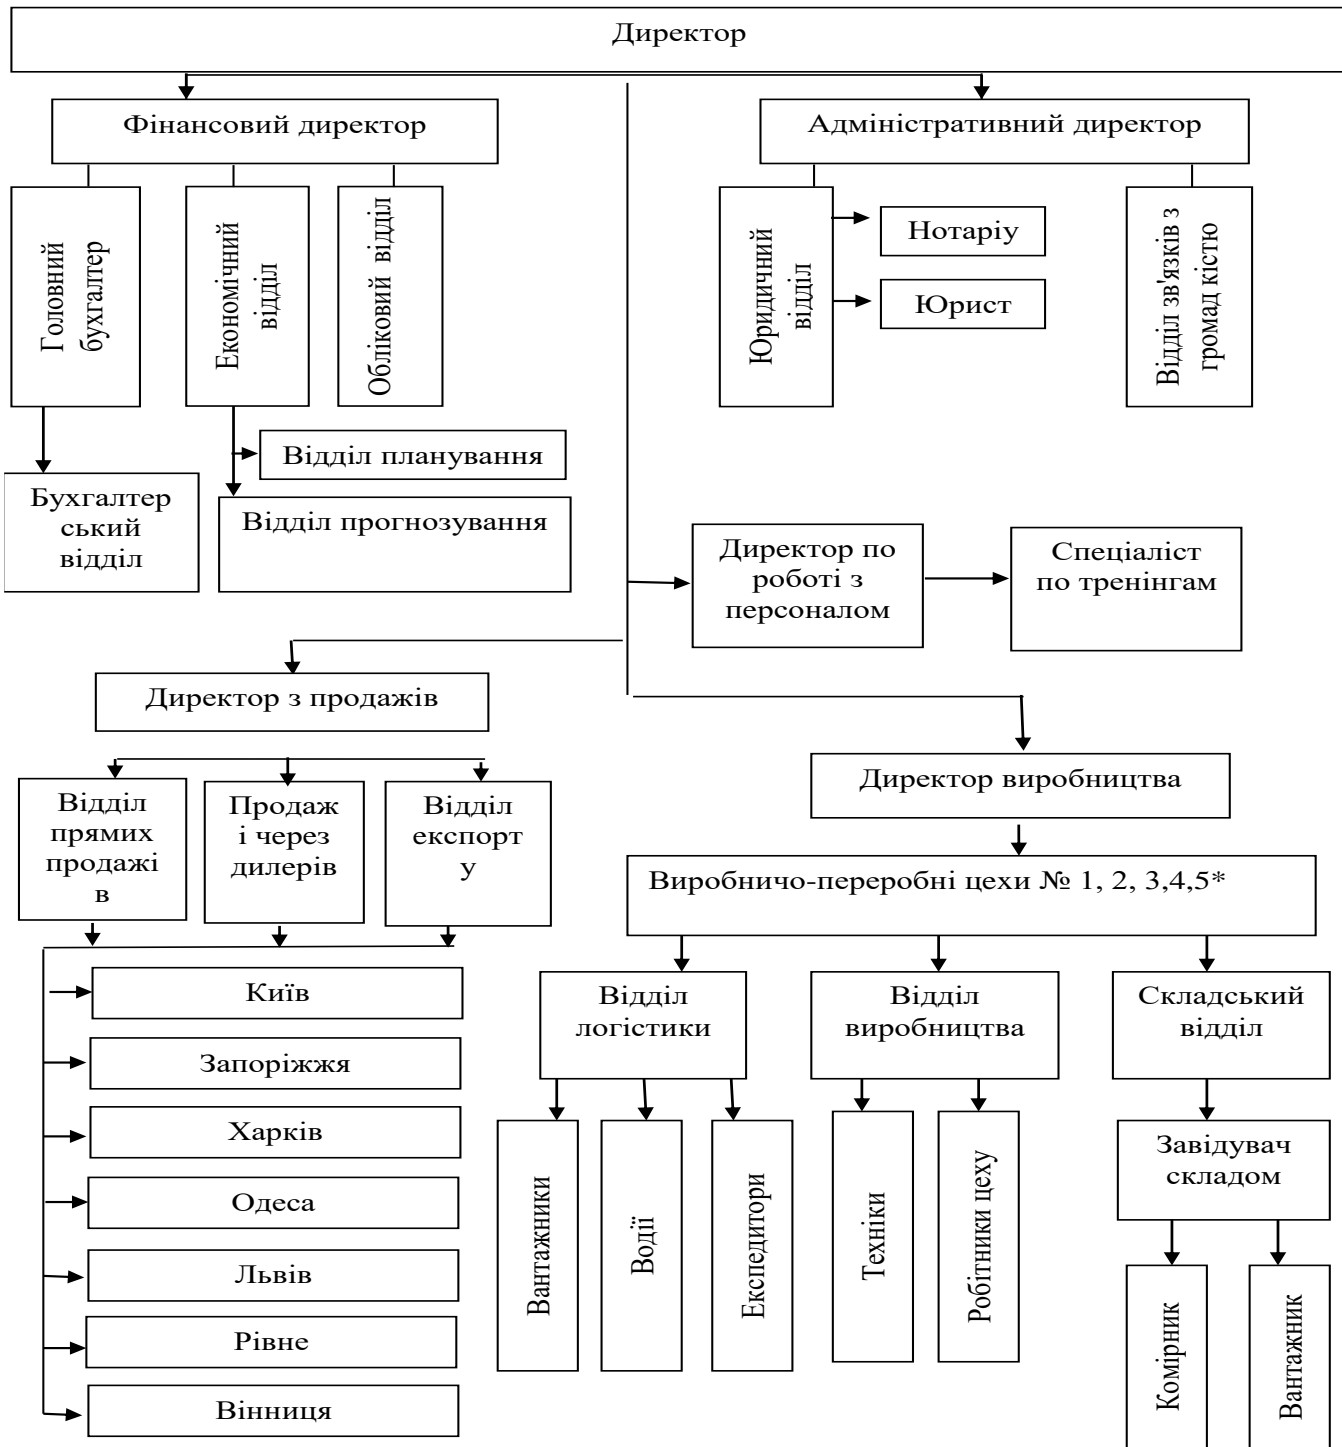 Директор
Фінансовий директор
Адміністративний директор
Головний
бухгалтер
Економічний
відділ
Обліковий відділ
Юридичний
відділ
Нотаріу
Юрист
Відділ зв'язків з
громад кістю
Відділ планування
Бухгалтер
ський
відділ
Відділ прогнозування
Директор по
роботі з
персоналом
Спеціаліст
по тренінгам
Директор з продажів
Директор виробництва
Відділ
прямих
продажі
в
Продаж
і через
дилерів
Відділ
експорт
у
Виробничо-переробні цехи № 1, 2, 3,4,5*
Київ
Запоріжжя
Харків
Одеса
Львів
Рівне
Вінниця
Відділ
логістики
Відділ
виробництва
Складський
відділ
Вантажники
Водії
Експедитори
Техніки
Робітники цеху
Завідувач
складом
Комірник
Вантажник